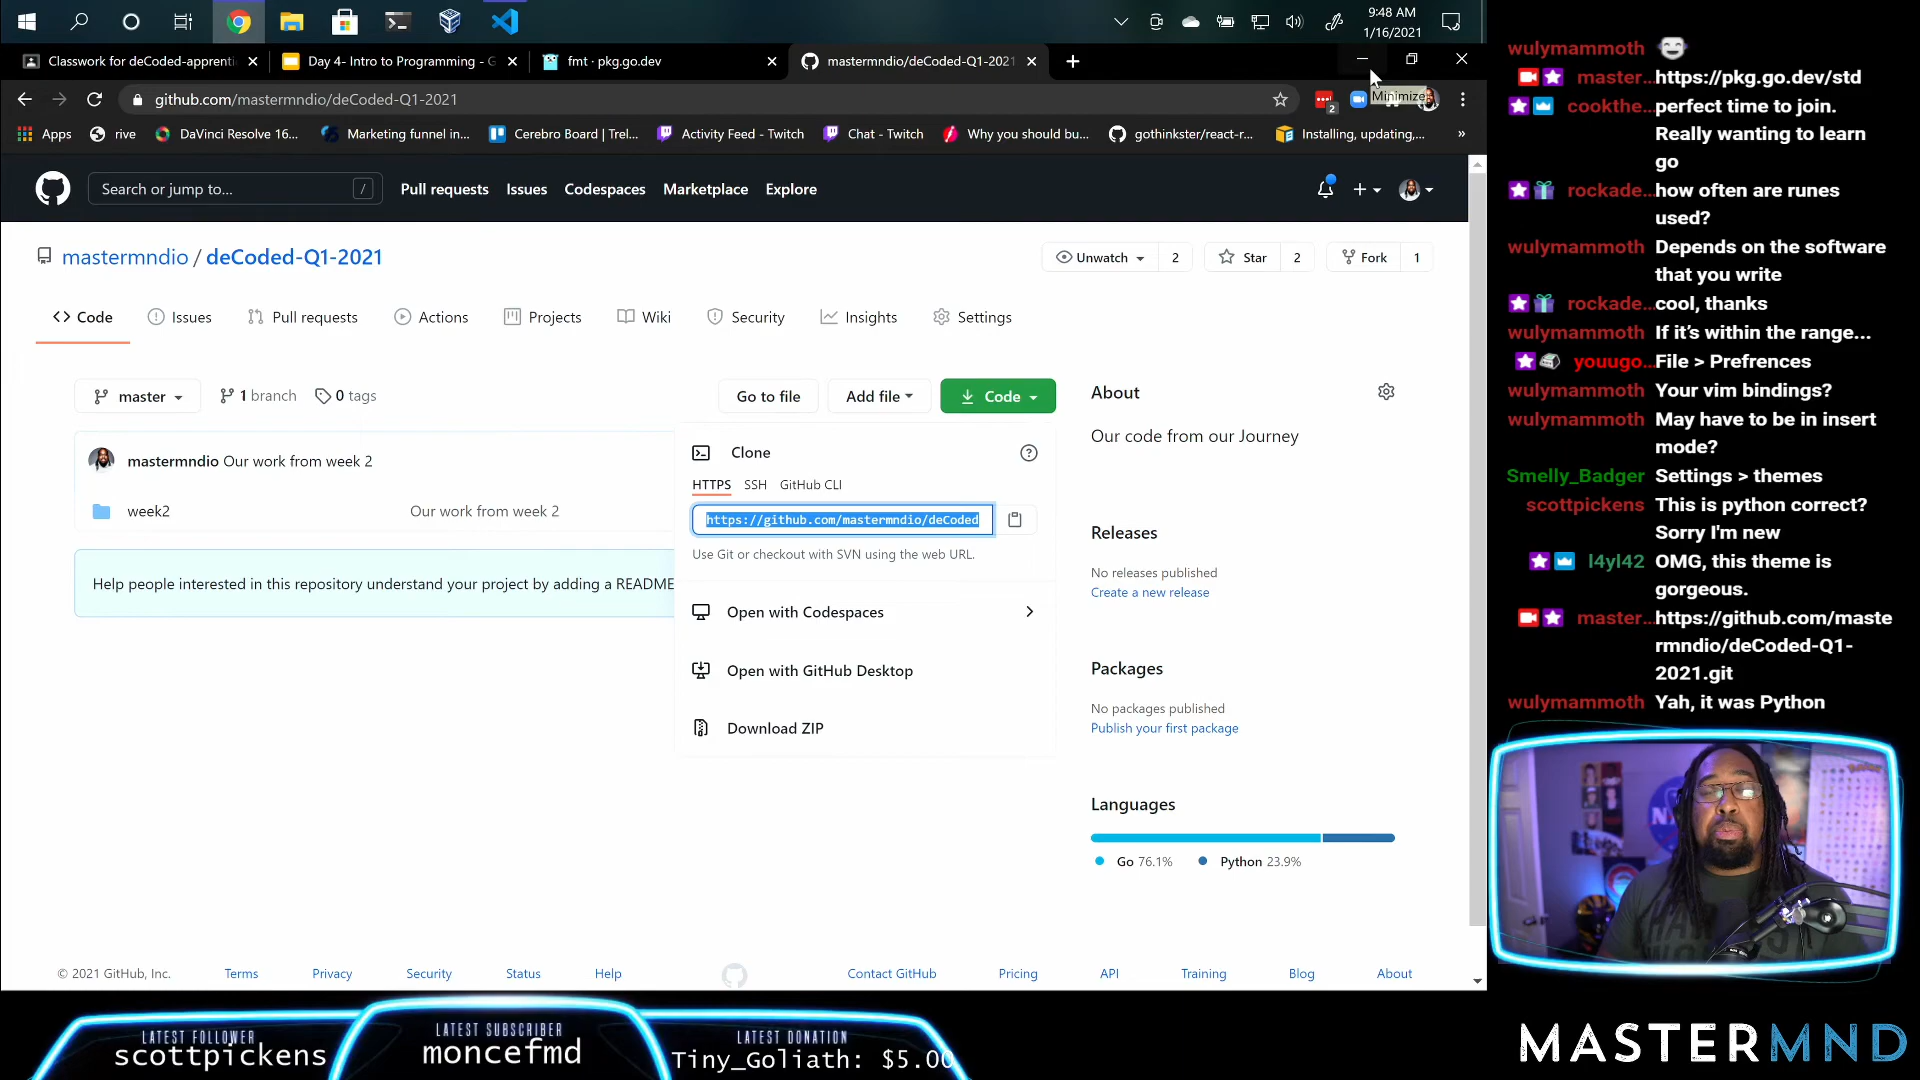 9:48 AM
1/16/2021
Classwork for deCoded-apprenti
Day 4- Intro to Programming - G
fmt · pkg.go.dev
mastermndio/deCoded-Q1-2021
github.com/mastermndio/deCoded-Q1-2021
2
Minimize
Apps
rive
DaVinci Resolve 16...
Marketing funnel in...
Cerebro Board | Trel...
Activity Feed - Twitch
Chat - Twitch
Why you should bu...
gothinkster/react-r...
Installing, updating,...
»
Search or jump to...
/
Pull requests
Issues
Codespaces
Marketplace
Explore
mastermndio / deCoded-Q1-2021
Unwatch 2
Star 2
Fork 1
Code
Issues
Pull requests
Actions
Projects
Wiki
Security
Insights
Settings
master
1 branch
0 tags
Go to file
Add file
Code
mastermndio Our work from week 2
week2
Our work from week 2
Help people interested in this repository understand your project by adding a README
Clone
HTTPS
SSH
GitHub CLI
https://github.com/mastermndio/deCoded
Use Git or checkout with SVN using the web URL.
Open with Codespaces
Open with GitHub Desktop
Download ZIP
About
Our code from our Journey
Releases
No releases published
Create a new release
Packages
No packages published
Publish your first package
Languages
Go 76.1%
Python 23.9%
© 2021 GitHub, Inc.
Terms
Privacy
Security
Status
Help
Contact GitHub
Pricing
API
Training
Blog
About
wulymammoth
master... https://pkg.go.dev/std
cookthe... perfect time to join.
Really wanting to learn
go
rockade... how often are runes
used?
wulymammoth Depends on the software
that you write
rockade... cool, thanks
wulymammoth If it's within the range...
youugo... File > Prefrences
wulymammoth Your vim bindings?
wulymammoth May have to be in insert
mode?
Smelly_Badger Settings > themes
scottpickens This is python correct?
Sorry I'm new
l4yl42 OMG, this theme is
gorgeous.
master... https://github.com/maste
rmndio/deCoded-Q1-
2021.git
wulymammoth Yah, it was Python
LATEST FOLLOWER
scottpickens
LATEST SUBSCRIBER
moncefmd
LATEST DONATION
Tiny_Goliath: $5.00
MASTERMND